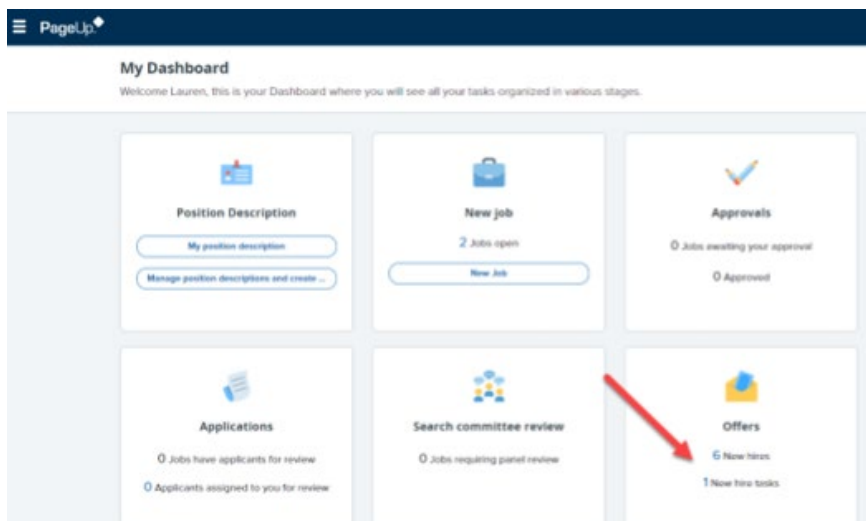 PageUp
My Dashboard
Welcome Lauren, this is your Dashboard where you will see all your tasks organized in various stages.
Position Description
My position description
Manage position descriptions and create ...
New job
2 Jobs open
New Job
Approvals
0 Jobs awaiting your approval
0 Approved
Applications
0 Jobs have applicants for review
0 Applicants assigned to you for review
Search committee review
0 Jobs requiring panel review
Offers
6 New hires
1 New hire tasks